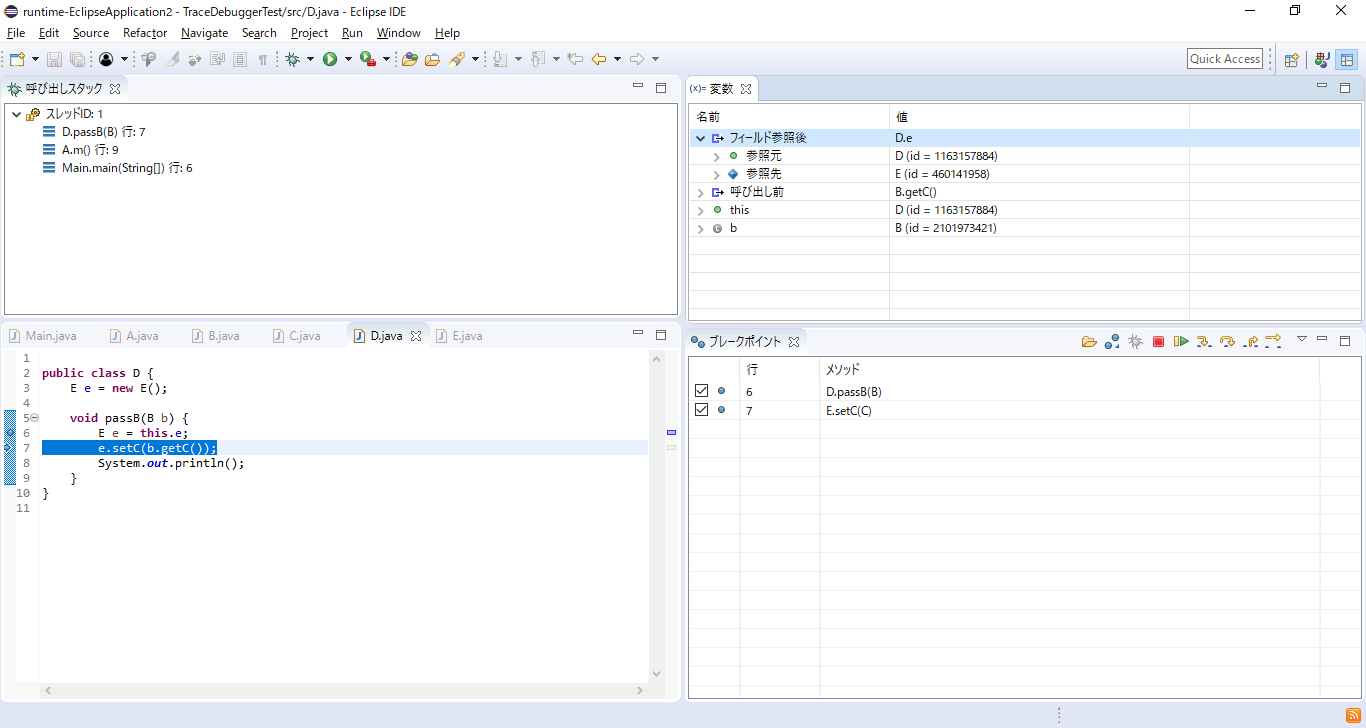 runtime-EclipseApplication2 - TraceDebuggerTest/src/D.java - Eclipse IDE
File Edit Source Refactor Navigate Search Project Run Window Help
Quick Access
呼び出しスタック
スレッドID: 1
D.passB(B) 行: 7
A.m() 行: 9
Main.main(String[]) 行: 6
(x)= 変数
名前 値
フィールド参照後 D.e
参照元 D (id = 1163157884)
参照先 E (id = 460141958)
呼び出し前 B.getC()
this D (id = 1163157884)
b B (id = 2101973421)
Main.java A.java B.java C.java D.java E.java
1
2 public class D {
3 E e = new E();
4
5 void passB(B b) {
6 E e = this.e;
7 e.setC(b.getC());
8 System.out.println();
9 }
10 }
11
ブレークポイント
行 メソッド
6 D.passB(B)
7 E.setC(C)